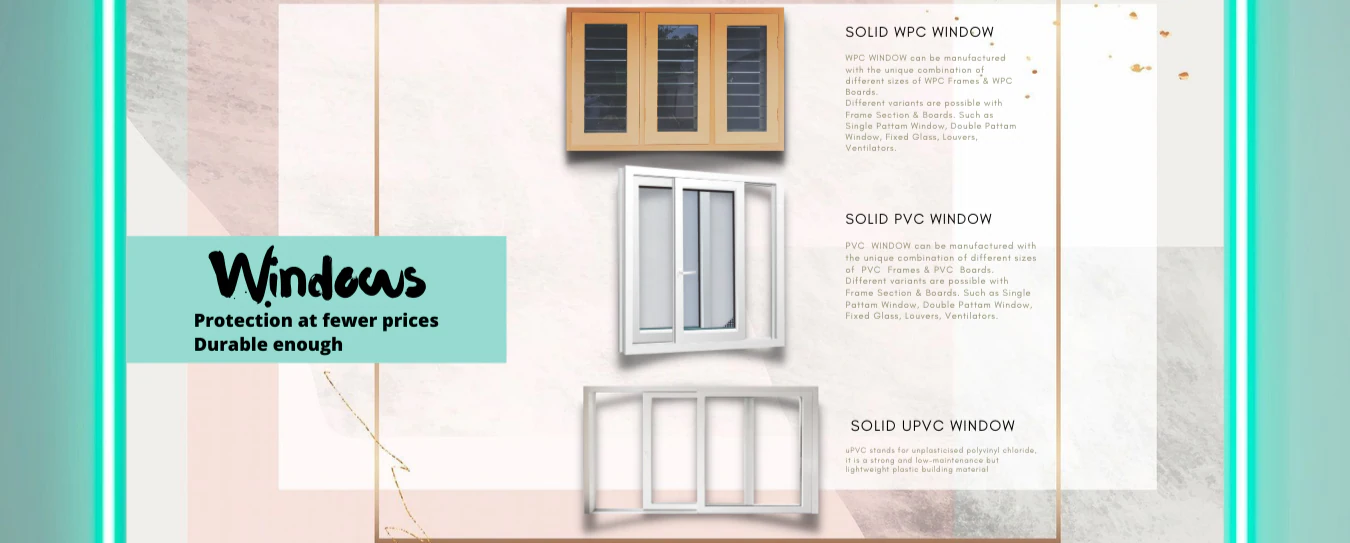 Windows
Protection at fewer prices
Durable enough
SOLID WPC WINDOW
WPC WINDOW can be manufactured
with the unique combination of
different sizes of WPC Frames & WPC
Boards.
Different variants are possible with
Frame Section & Boards. Such as
Single Pattam Window, Double Pattam
Window, Fixed Glass, Louvers,
Ventilators.
SOLID PVC WINDOW
PVC WINDOW can be manufactured with
the unique combination of different sizes
of PVC Frames & PVC Boards.
Different variants are possible with
Frame Section & Boards. Such as Single
Pattam Window, Double Pattam Window,
Fixed Glass, Louvers, Ventilators.
SOLID UPVC WINDOW
uPVC stands for unplasticised polyvinyl chloride,
it is a strong and low-maintenance but
lightweight plastic building material